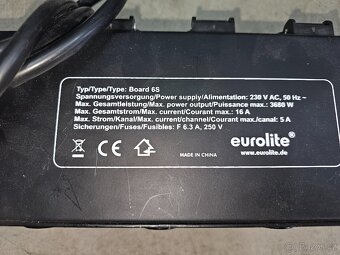 Typ/Type/Type: Board 6S
Spannungsversorgung/Power supply/Alimentation: 230 V AC, 50 Hz ~
Max. Gesamtleistung/Max. power output/Puissance maxi.: 3680 W
Max. Gesamtstrom/Max. current/Courant max.: 16 A
Max. Strom/Kanal/Max. current/channel/Courant max./canal: 5 A
Sicherungen/Fuses/Fusibles: F 6.3 A, 250 V
CE
MADE IN CHINA
eurolite®
www.eurolite.de